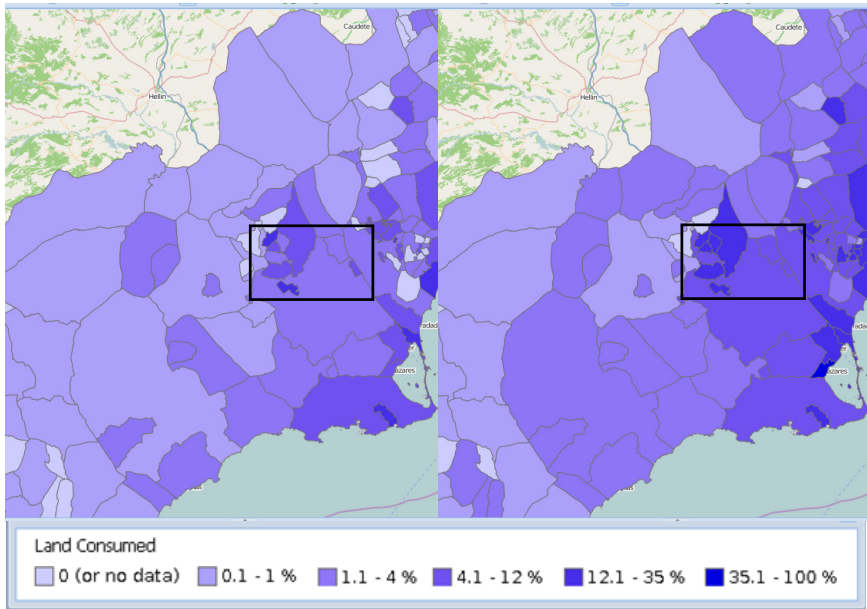 Caudete
Caudete
Hellín
Hellín
Land Consumed
0 (or no data)
0.1 - 1 %
1.1 - 4 %
4.1 - 12 %
12.1 - 35 %
35.1 - 100 %